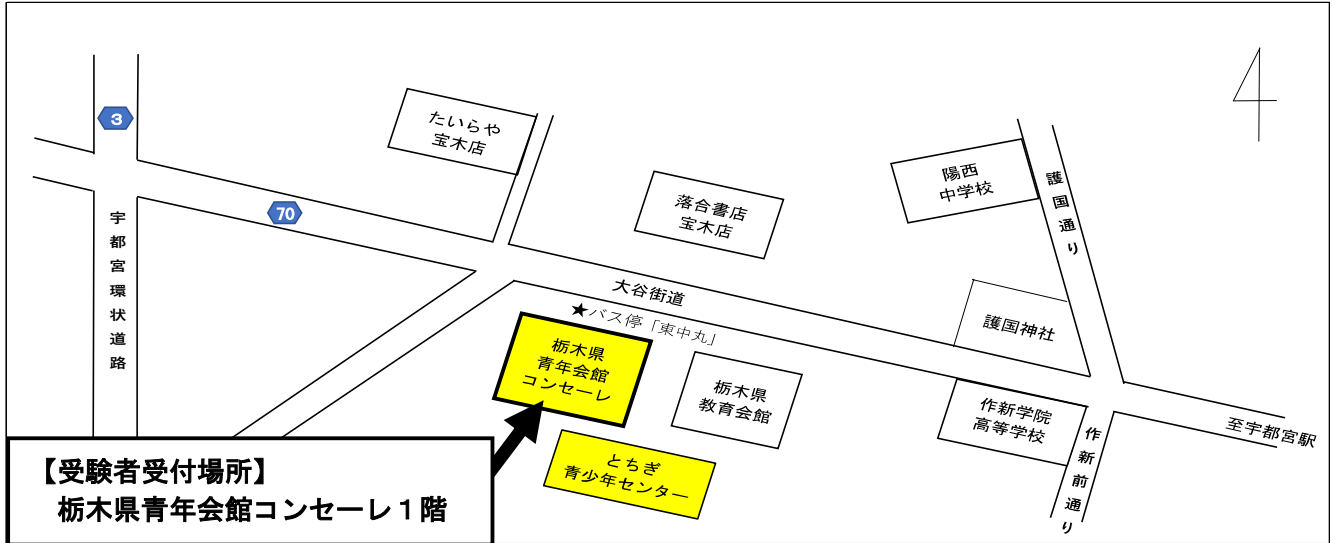 3
たいらや
宝木店
70
宇都宮環状道路
落合書店
宝木店
陽西
中学校
護国通り
大谷街道
★バス停「東中丸」
護国神社
栃木県
青年会館
コンセーレ
栃木県
教育会館
作新学院
高等学校
作新前通り
至宇都宮駅
とちぎ
青少年センター
【受験者受付場所】
栃木県青年会館コンセーレ１階